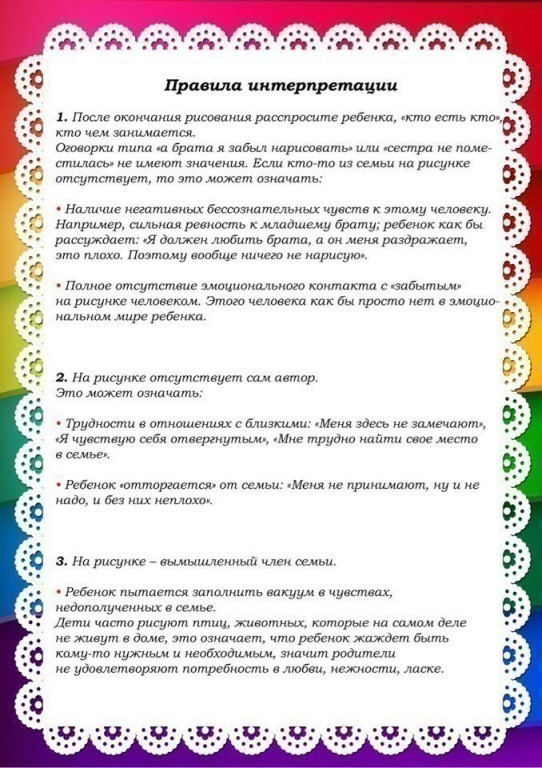 Правила интерпретации
1. После окончания рисования расспросите ребенка, «кто есть кто»,
кто чем занимается.
Оговорки типа «а брата я забыл нарисовать» или «сестра не поме-
стилась» не имеют значения. Если кто-то из семьи на рисунке
отсутствует, то это может означать:
• Наличие негативных бессознательных чувств к этому человеку.
Например, сильная ревность к младшему брату; ребенок как бы
рассуждает: «Я должен любить брата, а он меня раздражает,
это плохо. Поэтому вообще ничего не нарисую».
• Полное отсутствие эмоционального контакта с «забытым»
на рисунке человеком. Этого человека как бы просто нет в эмоцио-
нальном мире ребенка.
2. На рисунке отсутствует сам автор.
Это может означать:
• Трудности в отношениях с близкими: «Меня здесь не замечают»,
«Я чувствую себя отвергнутым», «Мне трудно найти свое место
в семье».
• Ребенок «отторгается» от семьи: «Меня не принимают, ну и не
надо, и без них неплохо».
3. На рисунке – вымышленный член семьи.
• Ребенок пытается заполнить вакуум в чувствах,
недополученных в семье.
Дети часто рисуют птиц, животных, которые на самом деле
не живут в доме, это означает, что ребенок жаждет быть
кому-то нужным и необходимым, значит родители
не удовлетворяют потребность в любви, нежности, ласке.